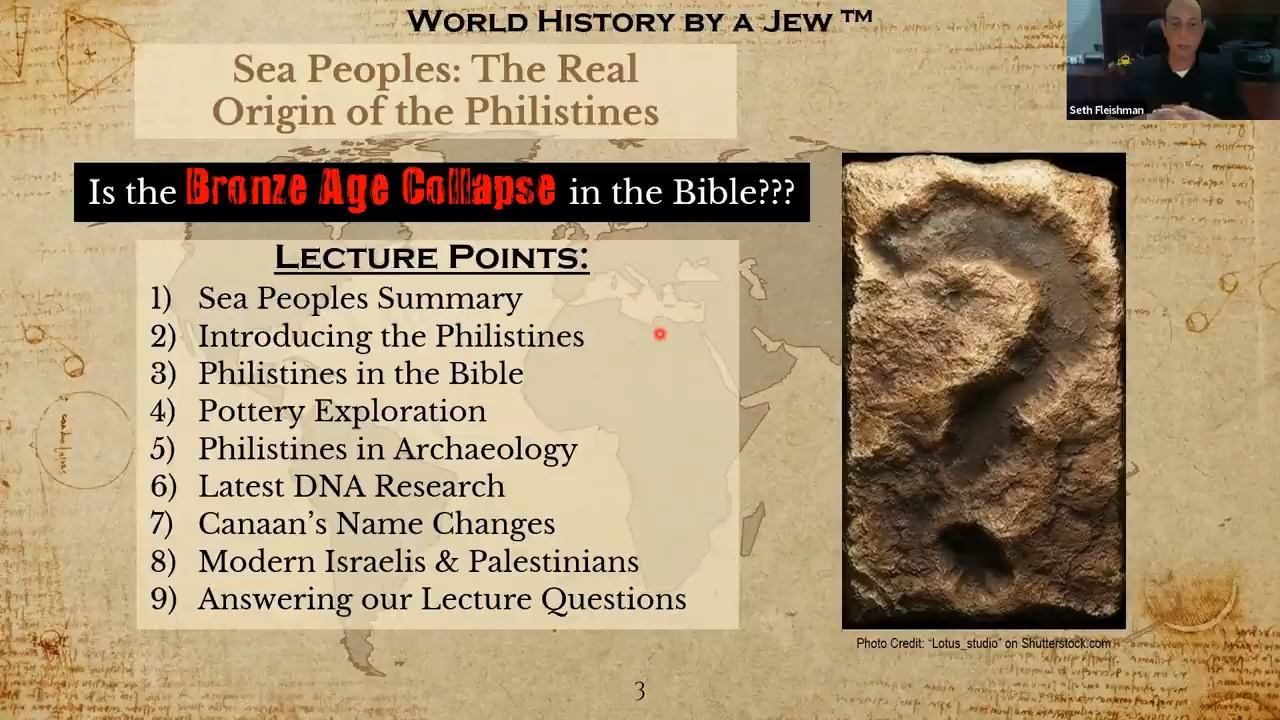 WORLD HISTORY BY A JEW ™
Seth Fleishman
Sea Peoples: The Real
Origin of the Philistines
Is the Bronze Age Collapse in the Bible???
LECTURE POINTS:
1) Sea Peoples Summary
2) Introducing the Philistines
3) Philistines in the Bible
4) Pottery Exploration
5) Philistines in Archaeology
6) Latest DNA Research
7) Canaan's Name Changes
8) Modern Israelis & Palestinians
9) Answering our Lecture Questions
Photo Credit: "Lotus_studio" on Shutterstock.com
3